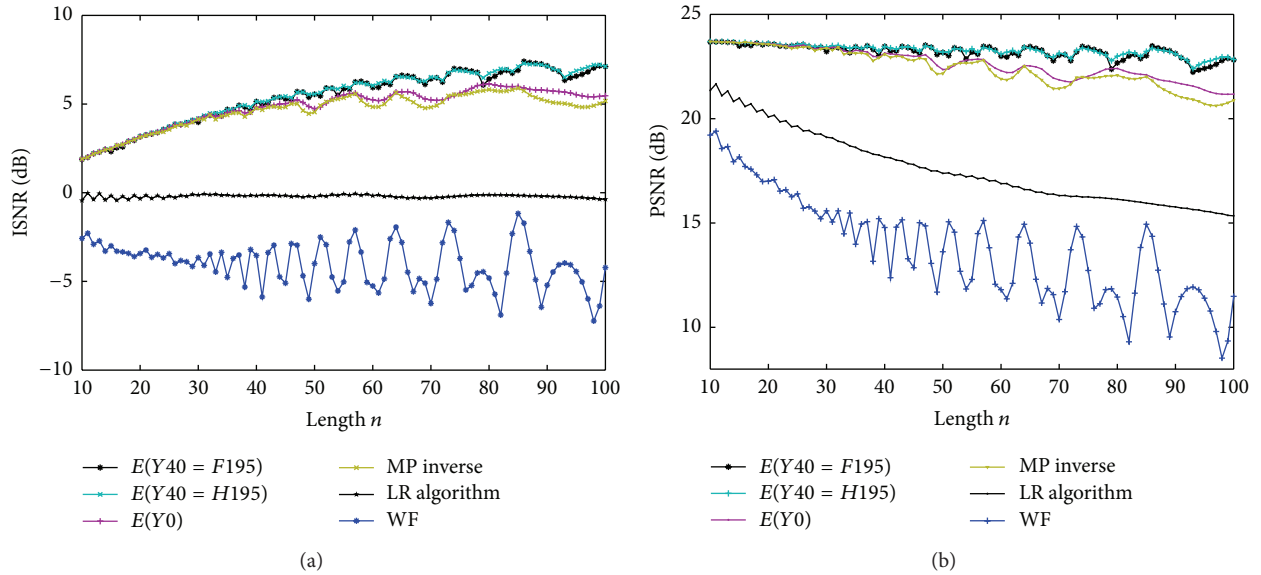 10
5
0
−5
−10
ISNR (dB)
10 20 30 40 50 60 70 80 90 100
Length n
E(Y40 = F195)
E(Y40 = H195)
E(Y0)
MP inverse
LR algorithm
WF
(a)
25
20
15
10
PSNR (dB)
10 20 30 40 50 60 70 80 90 100
Length n
E(Y40 = F195)
E(Y40 = H195)
E(Y0)
MP inverse
LR algorithm
WF
(b)